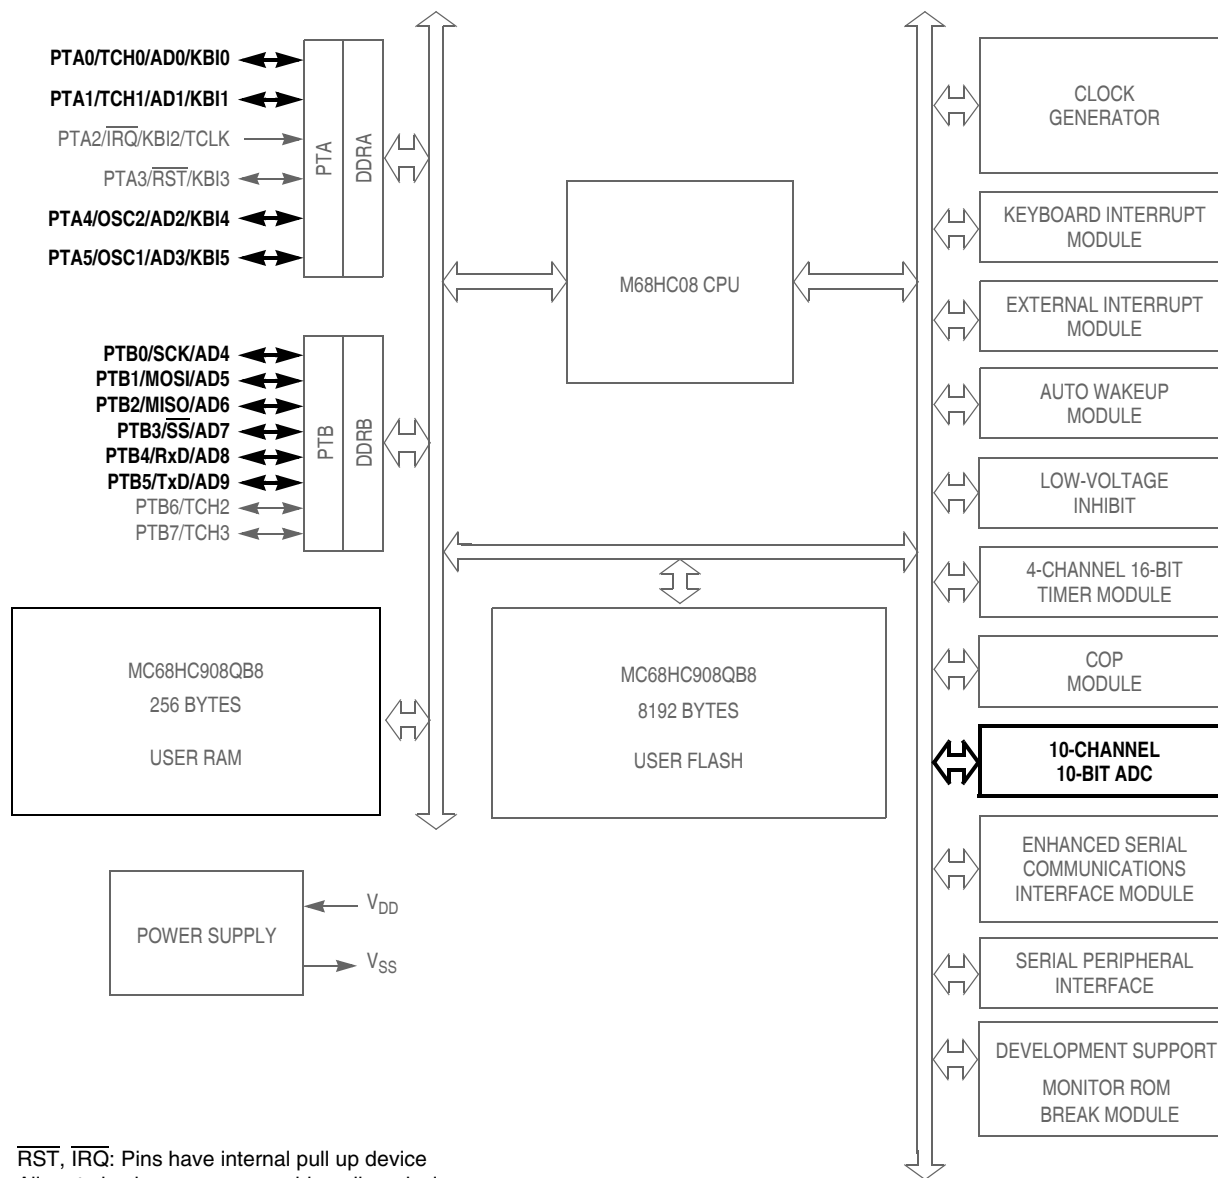 PTA0/TCH0/AD0/KBI0
PTA1/TCH1/AD1/KBI1
PTA2/IRQ/KBI2/TCLK
PTA3/RST/KBI3
PTA4/OSC2/AD2/KBI4
PTA5/OSC1/AD3/KBI5
PTA
DDRA
PTB0/SCK/AD4
PTB1/MOSI/AD5
PTB2/MISO/AD6
PTB3/SS/AD7
PTB4/RxD/AD8
PTB5/TxD/AD9
PTB6/TCH2
PTB7/TCH3
PTB
DDRB
M68HC08 CPU
MC68HC908QB8
256 BYTES
USER RAM
MC68HC908QB8
8192 BYTES
USER FLASH
POWER SUPPLY
VDD
VSS
CLOCK
GENERATOR
KEYBOARD INTERRUPT
MODULE
EXTERNAL INTERRUPT
MODULE
AUTO WAKEUP
MODULE
LOW-VOLTAGE
INHIBIT
4-CHANNEL 16-BIT
TIMER MODULE
COP
MODULE
10-CHANNEL
10-BIT ADC
ENHANCED SERIAL
COMMUNICATIONS
INTERFACE MODULE
SERIAL PERIPHERAL
INTERFACE
DEVELOPMENT SUPPORT
MONITOR ROM
BREAK MODULE
RST, IRQ: Pins have internal pull up device